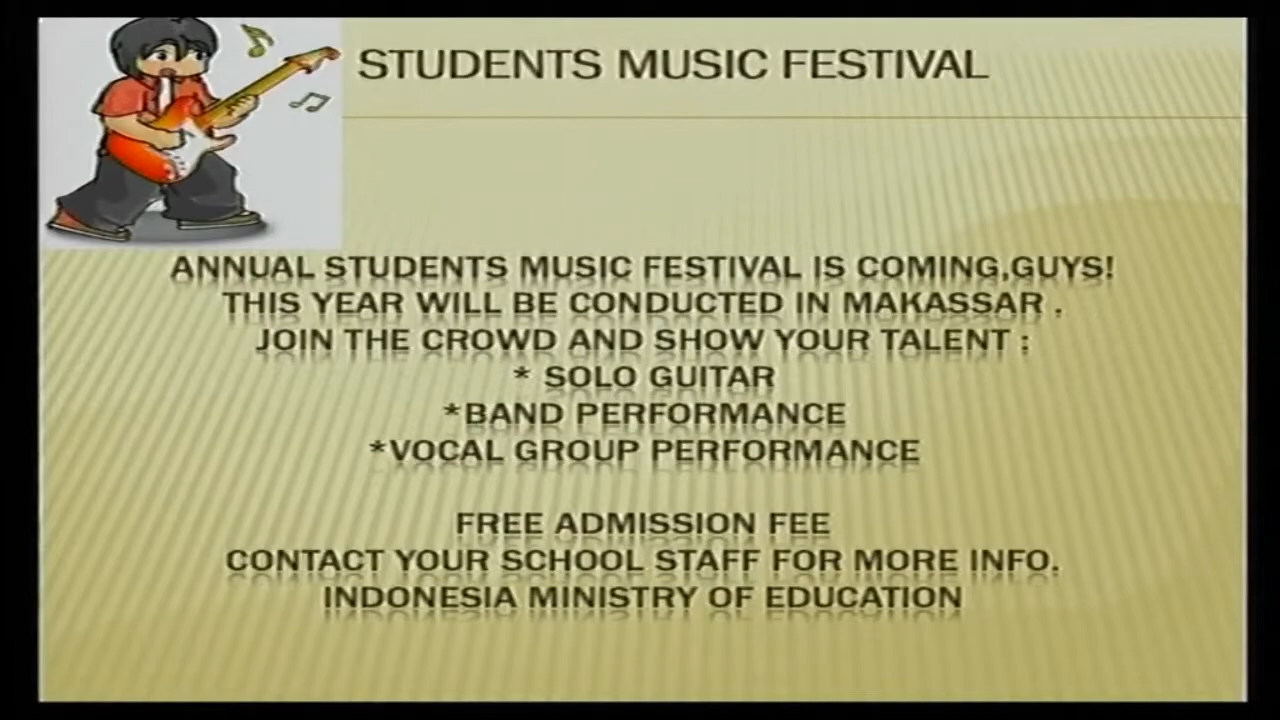 STUDENTS MUSIC FESTIVAL
ANNUAL STUDENTS MUSIC FESTIVAL IS COMING,GUYS!
THIS YEAR WILL BE CONDUCTED IN MAKASSAR .
JOIN THE CROWD AND SHOW YOUR TALENT :
* SOLO GUITAR
*BAND PERFORMANCE
*VOCAL GROUP PERFORMANCE
FREE ADMISSION FEE
CONTACT YOUR SCHOOL STAFF FOR MORE INFO.
INDONESIA MINISTRY OF EDUCATION